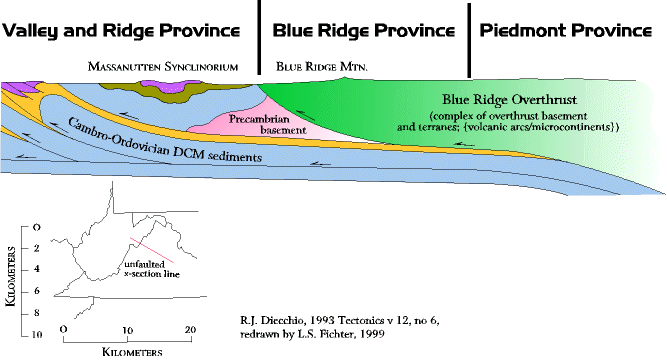 Valley and Ridge Province
Blue Ridge Province
Piedmont Province
MASSANUTTEN SYNCLINORIUM
BLUE RIDGE MTN.
Blue Ridge Overthrust
(complex of overthrust basement
and terranes; {volcanic arcs/microcontinents})
Precambrian
basement
Cambro-Ordovician DCM sediments
KILOMETERS
0
2
4
6
8
10
unfaulted
x-section line
0 10 20
KILOMETERS
R.J. Diecchio, 1993 Tectonics v 12, no 6,
redrawn by L.S. Fichter, 1999